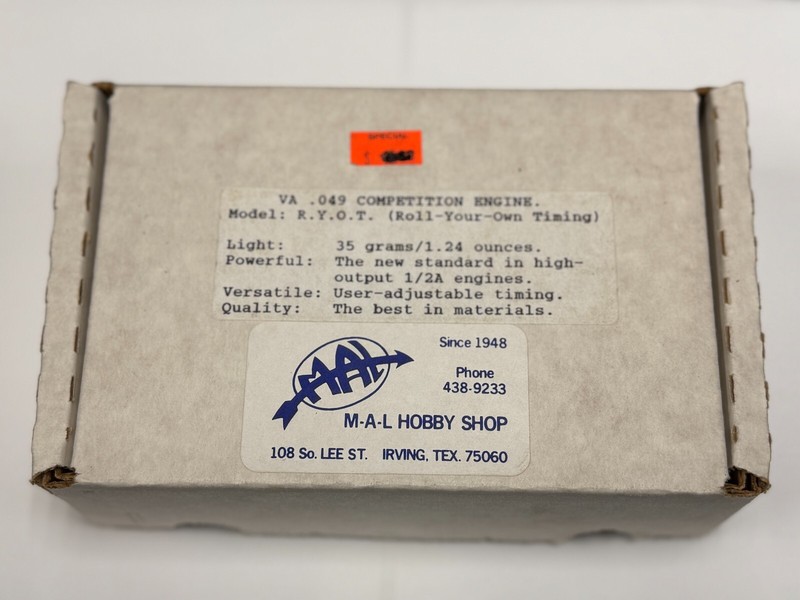 VA .049 COMPETITION ENGINE.
Model: R.Y.O.T. (Roll-Your-Own Timing)
Light: 35 grams/1.24 ounces.
Powerful: The new standard in high-
output 1/2A engines.
Versatile: User-adjustable timing.
Quality: The best in materials.
MAL
Since 1948
Phone
438-9233
M-A-L HOBBY SHOP
108 So. LEE ST. IRVING, TEX. 75060